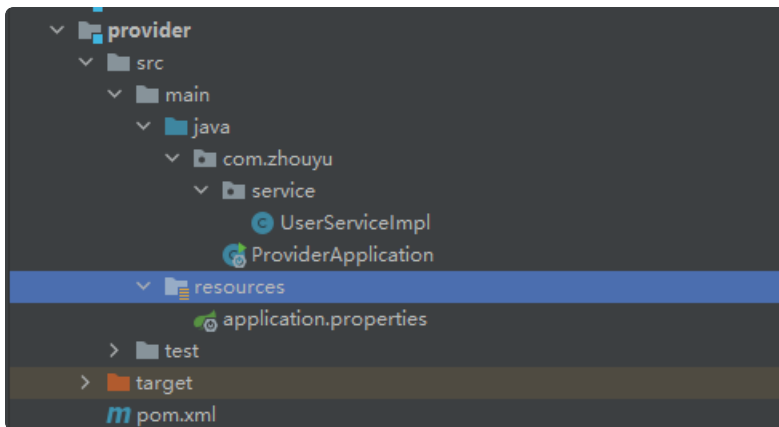 provider
src
main
java
com.zhouyu
service
UserServiceImpl
ProviderApplication
resources
application.properties
test
target
pom.xml